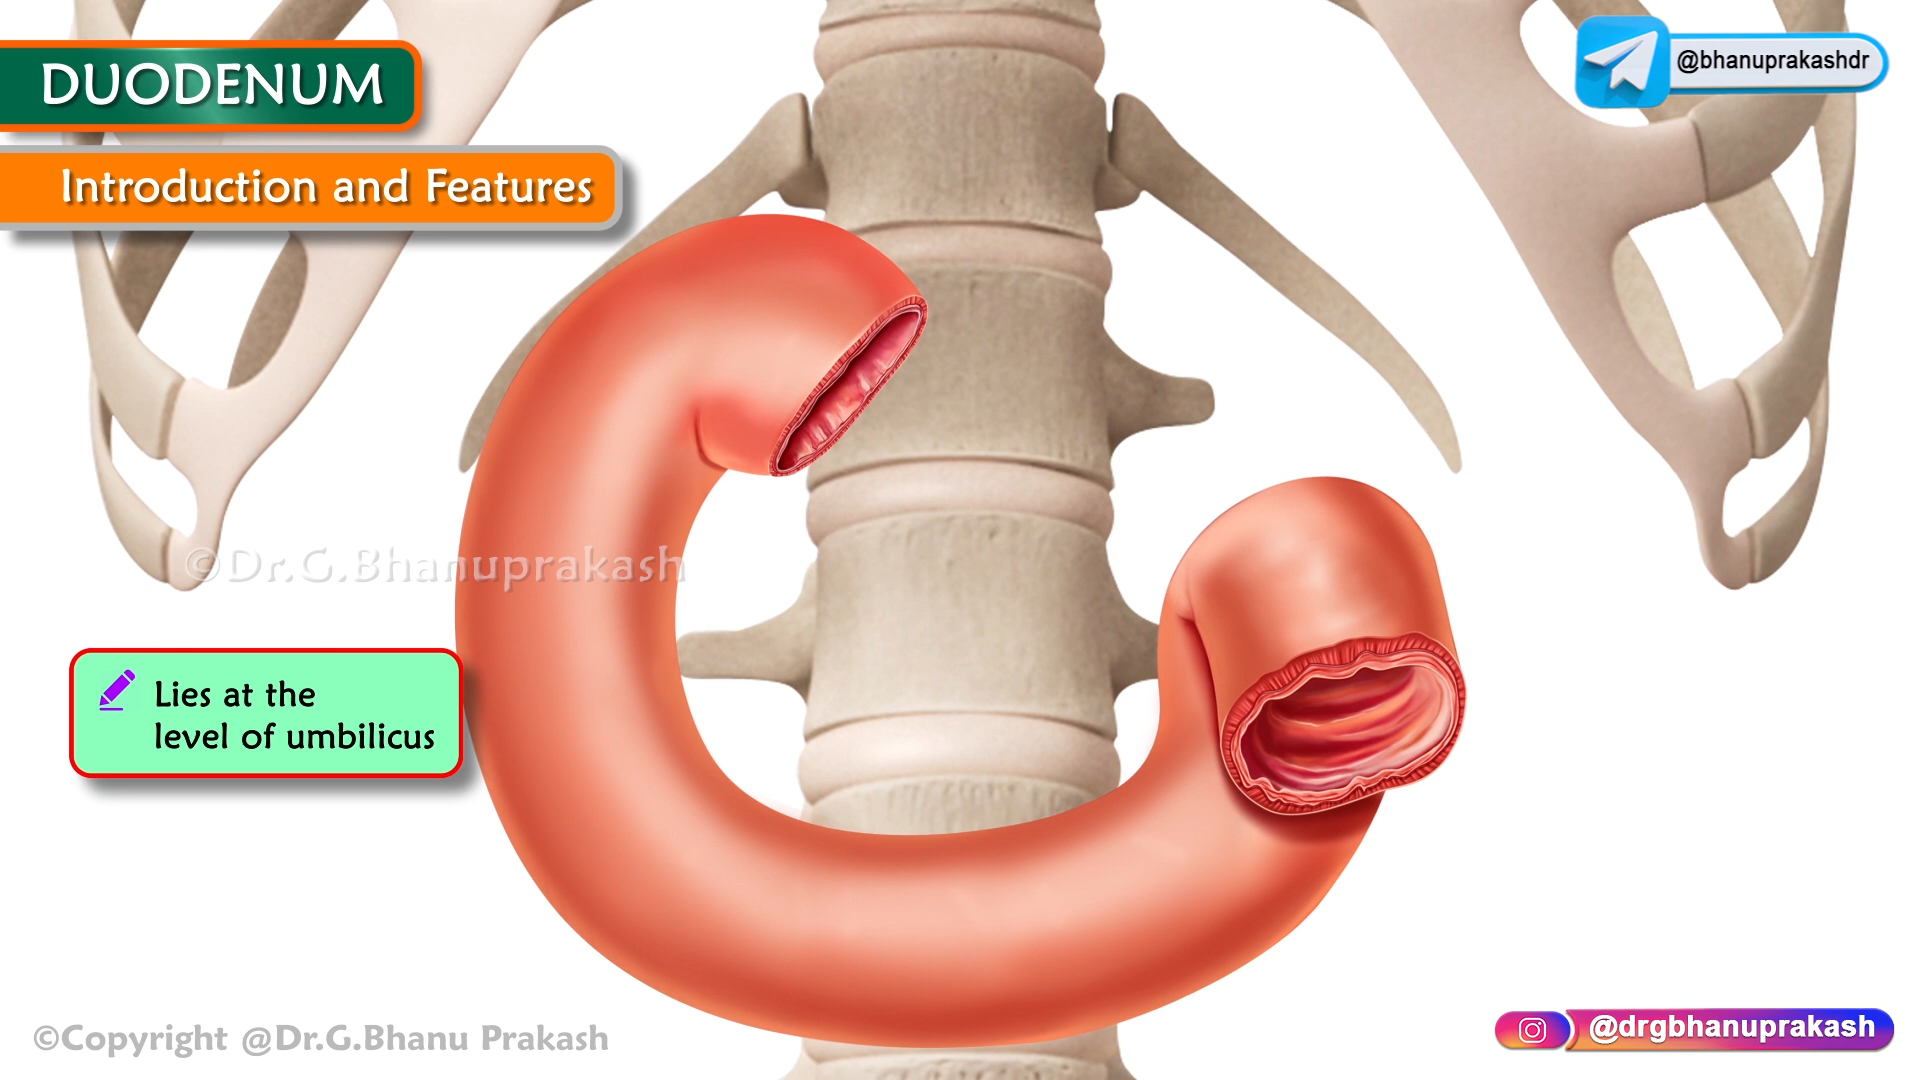 DUODENUM
@bhanuprakashdr
Introduction and Features
©Dr.G.Bhanuprakash
Lies at the
level of umbilicus
©Copyright @Dr.G.Bhanu Prakash
@drgbhanuprakash